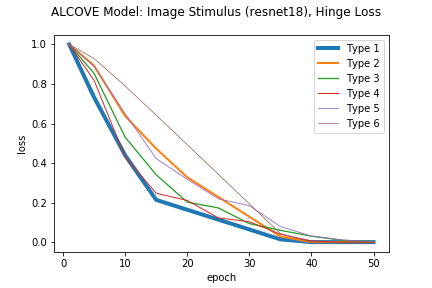 ALCOVE Model: Image Stimulus (resnet18), Hinge Loss
1.0
0.8
0.6
0.4
0.2
0.0
loss
Type 1
Type 2
Type 3
Type 4
Type 5
Type 6
0
10
20
30
40
50
epoch